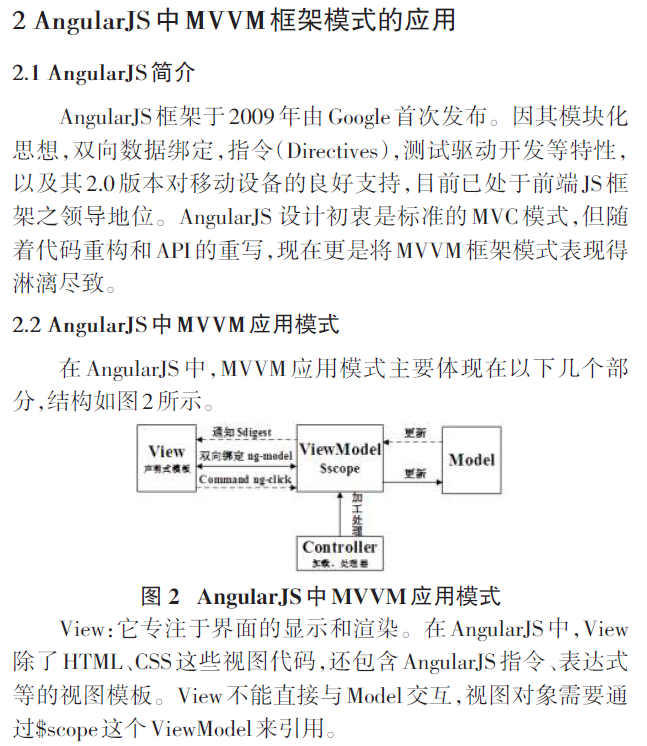 2 AngularJS中MVVM框架模式的应用
2.1 AngularJS简介
AngularJS框架于2009年由Google首次发布。因其模块化
思想,双向数据绑定,指令(Directives),测试驱动开发等特性,
以及其2.0版本对移动设备的良好支持,目前已处于前端JS框
架之领导地位。AngularJS 设计初衷是标准的MVC模式,但随
着代码重构和API的重写,现在更是将MVVM框架模式表现得
淋漓尽致。
2.2 AngularJS中MVVM应用模式
在AngularJS中,MVVM应用模式主要体现在以下几个部
分,结构如图2所示。
View
声明式模板
通知 $digest
双向绑定 ng-model
Command ng-click
ViewModel
$scope
更新
更新
Model
加工处理
Controller
加载、处理器
图 2 AngularJS中MVVM应用模式
View:它专注于界面的显示和渲染。在AngularJS中,View
除了HTML、CSS这些视图代码,还包含AngularJS指令、表达式
等的视图模板。View不能直接与Model交互,视图对象需要通
过$scope这个ViewModel来引用。